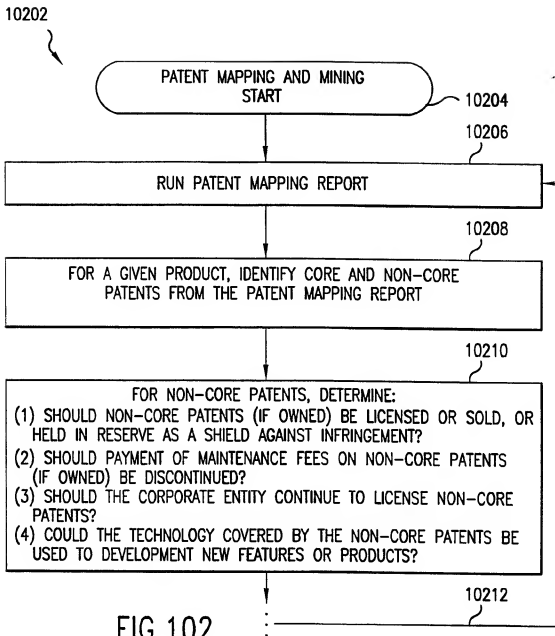 10202
PATENT MAPPING AND MINING
START
10204
10206
RUN PATENT MAPPING REPORT
10208
FOR A GIVEN PRODUCT, IDENTIFY CORE AND NON-CORE
PATENTS FROM THE PATENT MAPPING REPORT
10210
FOR NON-CORE PATENTS, DETERMINE:
(1) SHOULD NON-CORE PATENTS (IF OWNED) BE LICENSED OR SOLD, OR
HELD IN RESERVE AS A SHIELD AGAINST INFRINGEMENT?
(2) SHOULD PAYMENT OF MAINTENANCE FEES ON NON-CORE PATENTS
(IF OWNED) BE DISCONTINUED?
(3) SHOULD THE CORPORATE ENTITY CONTINUE TO LICENSE NON-CORE
PATENTS?
(4) COULD THE TECHNOLOGY COVERED BY THE NON-CORE PATENTS BE
USED TO DEVELOPMENT NEW FEATURES OR PRODUCTS?
10212
FIG.102